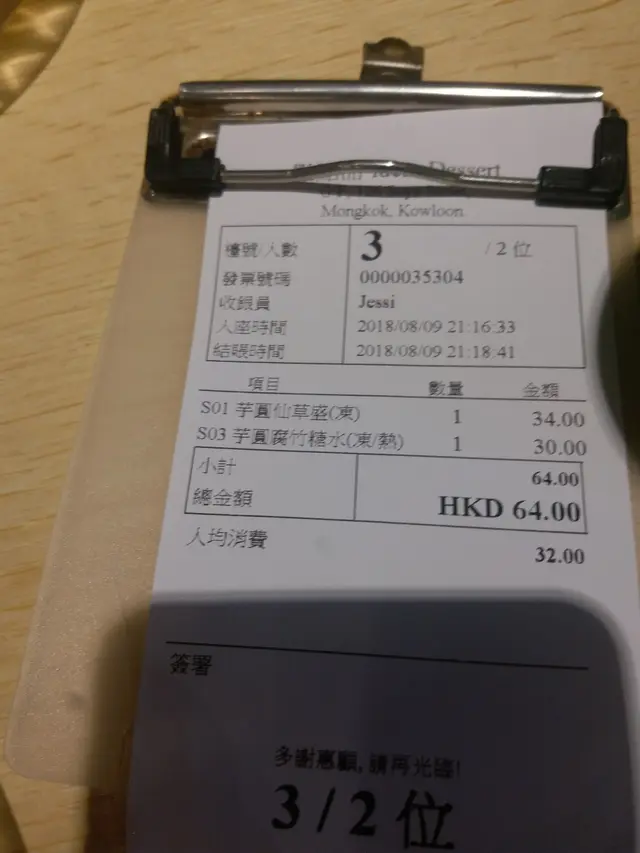 Dessert
Mongkok, Kowloon
檯號/人數 3 / 2 位
發票號碼 0000035304
收銀員 Jessi
入座時間 2018/08/09 21:16:33
結賬時間 2018/08/09 21:18:41
項目 數量 金額
S01 芋圓仙草盛(凍) 1 34.00
S03 芋圓腐竹糖水(凍/熱) 1 30.00
小計 64.00
總金額 HKD 64.00
人均消費 32.00
簽署
多謝惠顧,請再光臨!
3 / 2 位